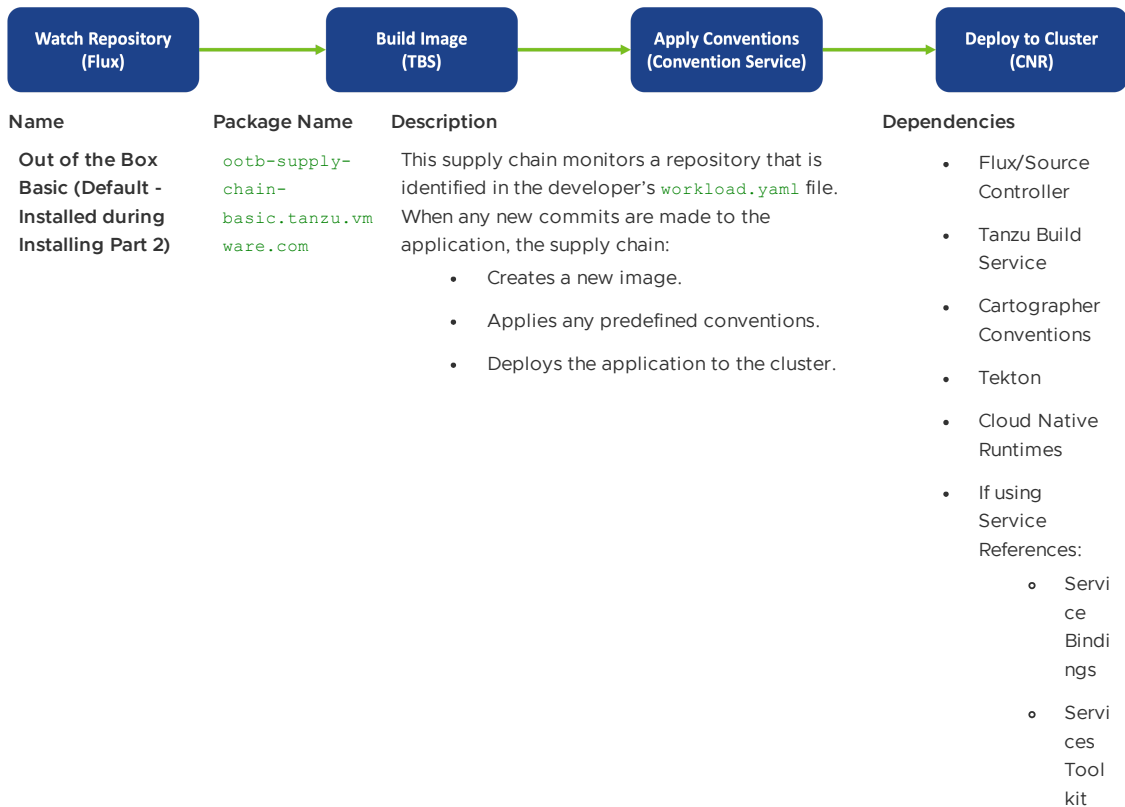 Watch Repository
(Flux)
Build Image
(TBS)
Apply Conventions
(Convention Service)
Deploy to Cluster
(CNR)
Name
Package Name
Description
Dependencies
Out of the Box
Basic (Default -
Installed during
Installing Part 2)
ootb-supply-
chain-
basic.tanzu.vm
ware.com
This supply chain monitors a repository that is
identified in the developer’s workload.yaml file.
When any new commits are made to the
application, the supply chain:
• Creates a new image.
• Applies any predefined conventions.
• Deploys the application to the cluster.
• Flux/Source
Controller
• Tanzu Build
Service
• Cartographer
Conventions
• Tekton
• Cloud Native
Runtimes
• If using
Service
References:
◦ Servi
ce
Bindi
ngs
◦ Servi
ces
Tool
kit